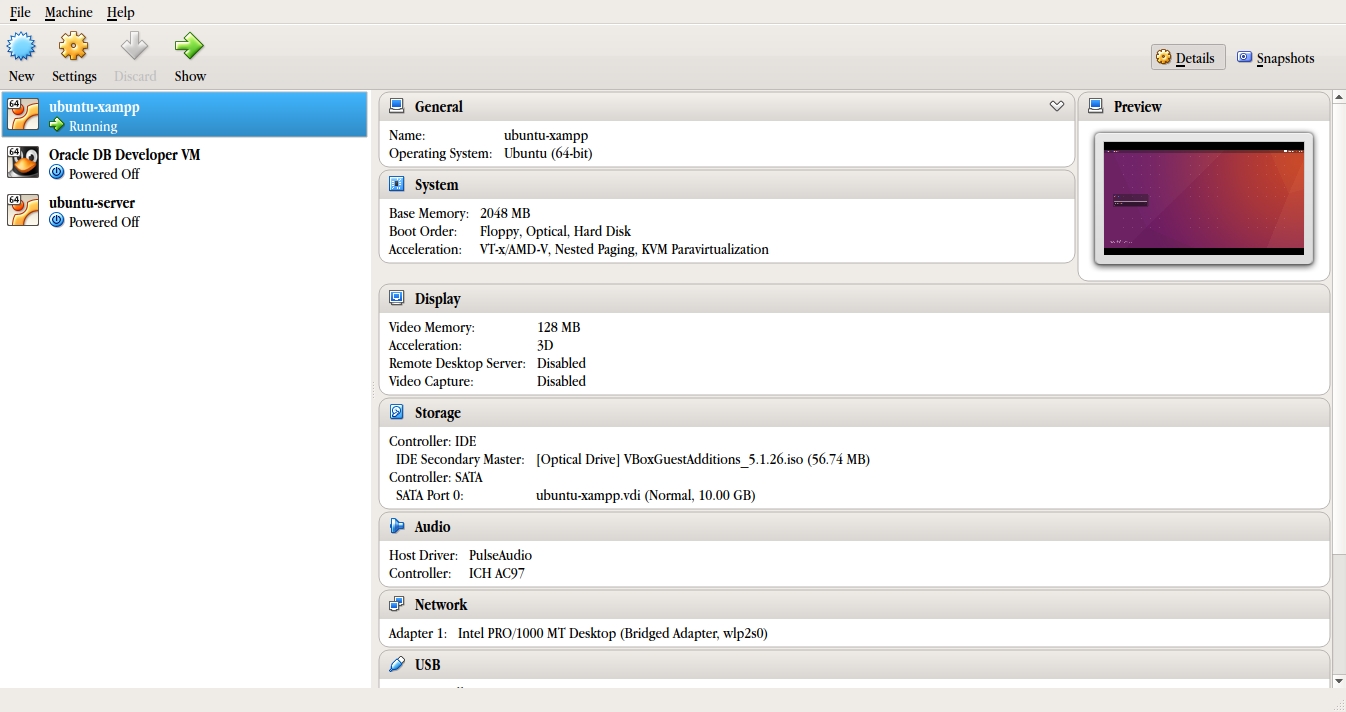 File Machine Help
New Settings Discard Show
Details Snapshots
64 ubuntu-xampp
Running
64 Oracle DB Developer VM
Powered Off
64 ubuntu-server
Powered Off
General
Name: ubuntu-xampp
Operating System: Ubuntu (64-bit)
System
Base Memory: 2048 MB
Boot Order: Floppy, Optical, Hard Disk
Acceleration: VT-x/AMD-V, Nested Paging, KVM Paravirtualization
Preview
Display
Video Memory: 128 MB
Acceleration: 3D
Remote Desktop Server: Disabled
Video Capture: Disabled
Storage
Controller: IDE
IDE Secondary Master: [Optical Drive] VBoxGuestAdditions_5.1.26.iso (56.74 MB)
Controller: SATA
SATA Port 0: ubuntu-xampp.vdi (Normal, 10.00 GB)
Audio
Host Driver: PulseAudio
Controller: ICH AC97
Network
Adapter 1: Intel PRO/1000 MT Desktop (Bridged Adapter, wlp2s0)
USB